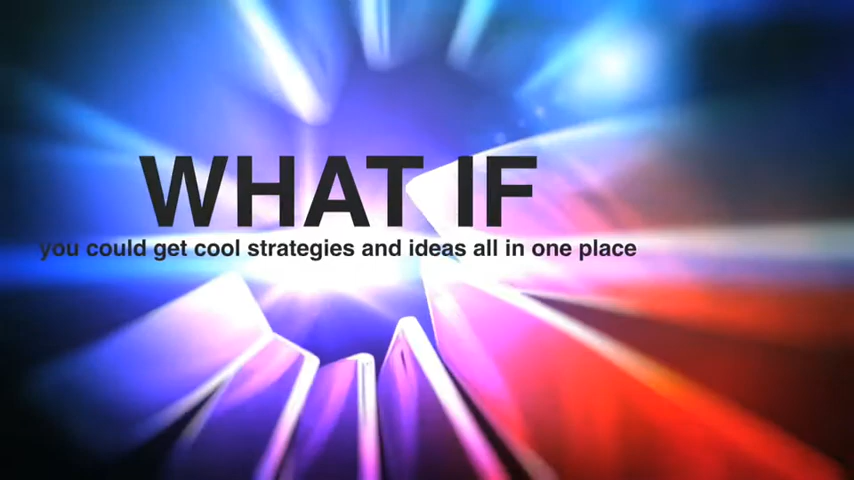 WHAT IF
you could get cool strategies and ideas all in one place